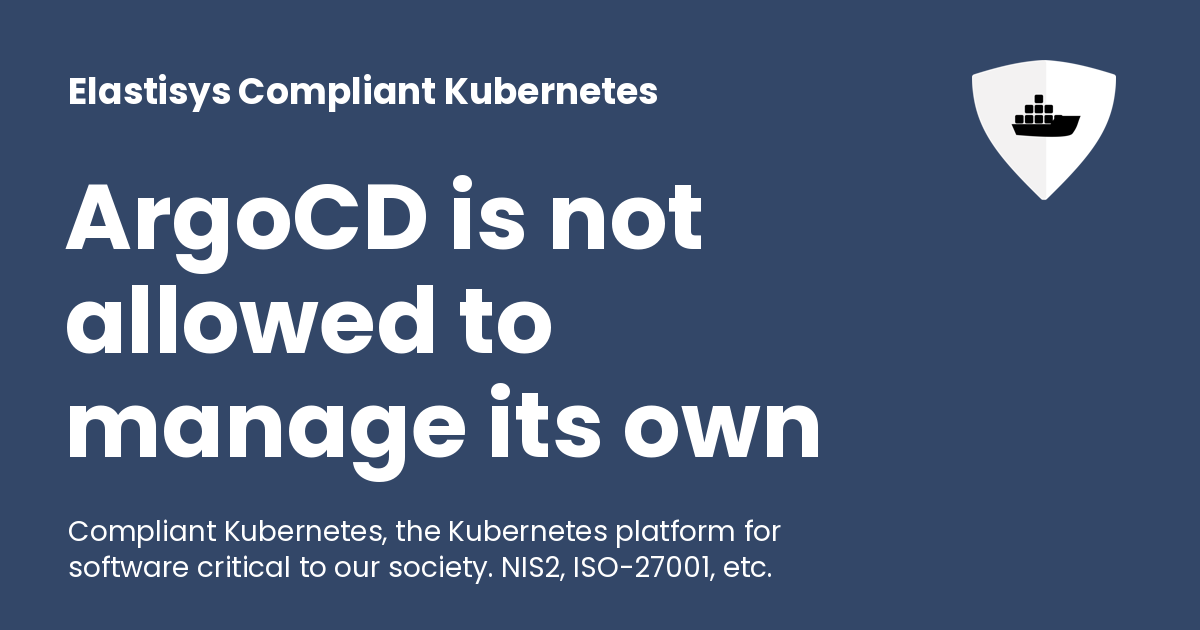 Elastisys Compliant Kubernetes
ArgoCD is not
allowed to
manage its own
Compliant Kubernetes, the Kubernetes platform for
software critical to our society. NIS2, ISO-27001, etc.